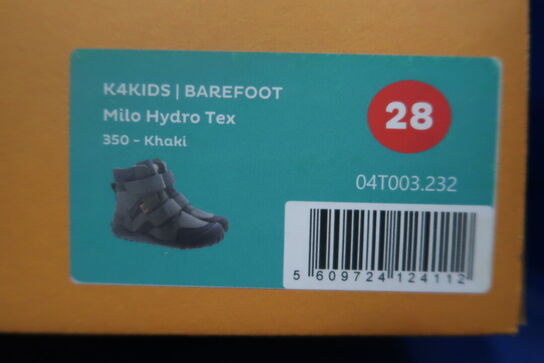 K4KIDS | BAREFOOT
Milo Hydro Tex
350 - Khaki
28
04T003.232
5 609724 124112